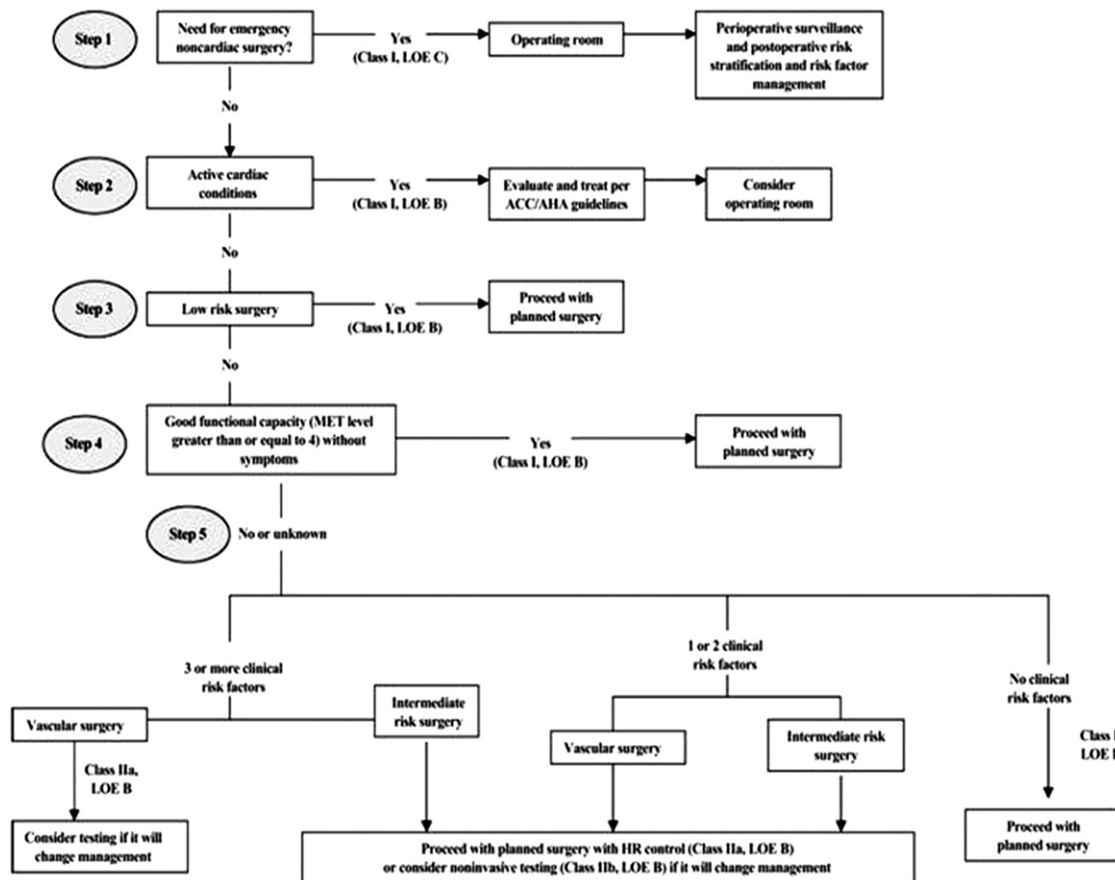 Step 1
Need for emergency
noncardiac surgery?
Yes
(Class I, LOE C)
Operating room
Perioperative surveillance
and postoperative risk
stratification and risk factor
management
No
Step 2
Active cardiac
conditions
Yes
(Class I, LOE B)
Evaluate and treat per
ACC/AHA guidelines
Consider
operating room
No
Step 3
Low risk surgery
Yes
(Class I, LOE B)
Proceed with
planned surgery
No
Step 4
Good functional capacity (MET level
greater than or equal to 4) without
symptoms
Yes
(Class I, LOE B)
Proceed with
planned surgery
Step 5
No or unknown
3 or more clinical
risk factors
Vascular surgery
Class IIa,
LOE B
Consider testing if it will
change management
Intermediate
risk surgery
1 or 2 clinical
risk factors
Vascular surgery
Intermediate risk
surgery
Proceed with planned surgery with HR control (Class IIa, LOE B)
or consider noninvasive testing (Class IIb, LOE B) if it will change management
No clinical
risk factors
Class
LOE
Proceed with
planned surgery